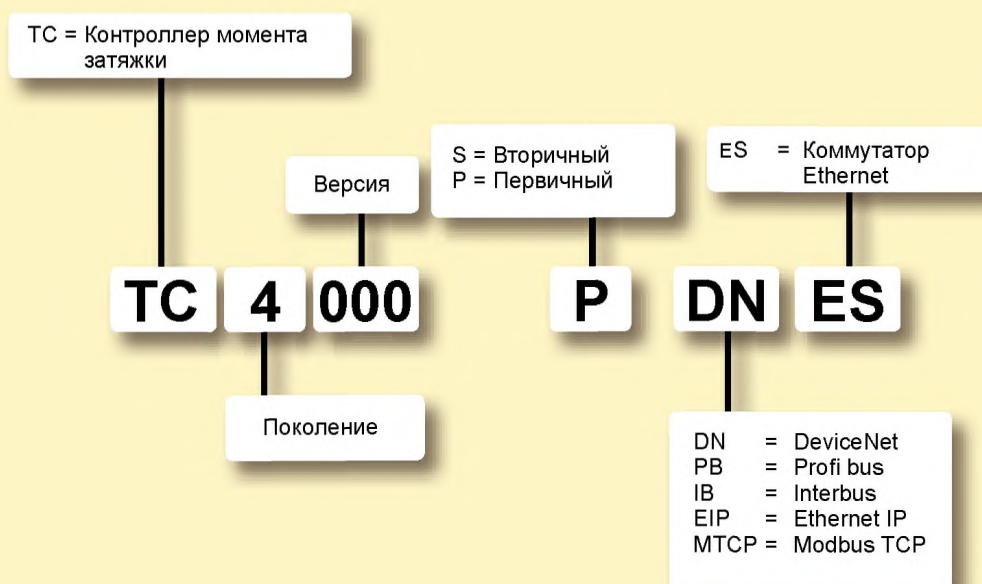 TC = Контроллер момента
затяжки
S = Вторичный
P = Первичный
ES = Коммутатор
Ethernet
Версия
TC 4 000 P DN ES
Поколение
DN = DeviceNet
PB = Profi bus
IB = Interbus
EIP = Ethernet IP
MTCP = Modbus TCP